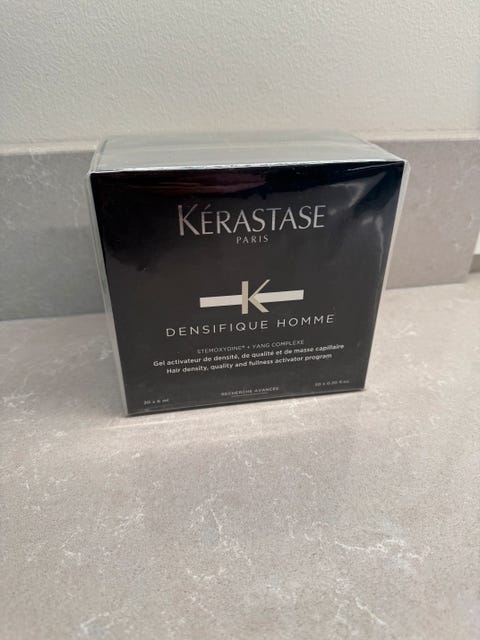 KÉRASTASE
PARIS
K
DENSIFIQUE HOMME
STEMOXYDINE® + YANG COMPLEXE
Gel activateur de densité, de qualité et de masse capillaire
Hair density, quality and fullness activator program
RECHERCHE AVANCÉE
30 x 6 ml
30 x 0.20 fl.oz.